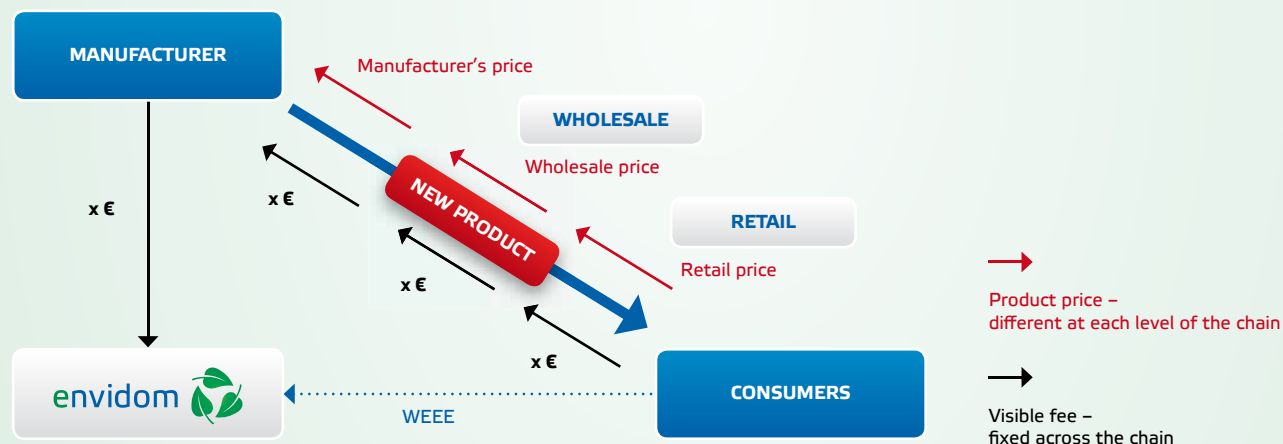 MANUFACTURER
Manufacturer's price
WHOLESALE
Wholesale price
x €
x €
NEW PRODUCT
RETAIL
Retail price
x €
x €
Product price –
different at each level of the chain
envidom
WEEE
CONSUMERS
Visible fee –
fixed across the chain